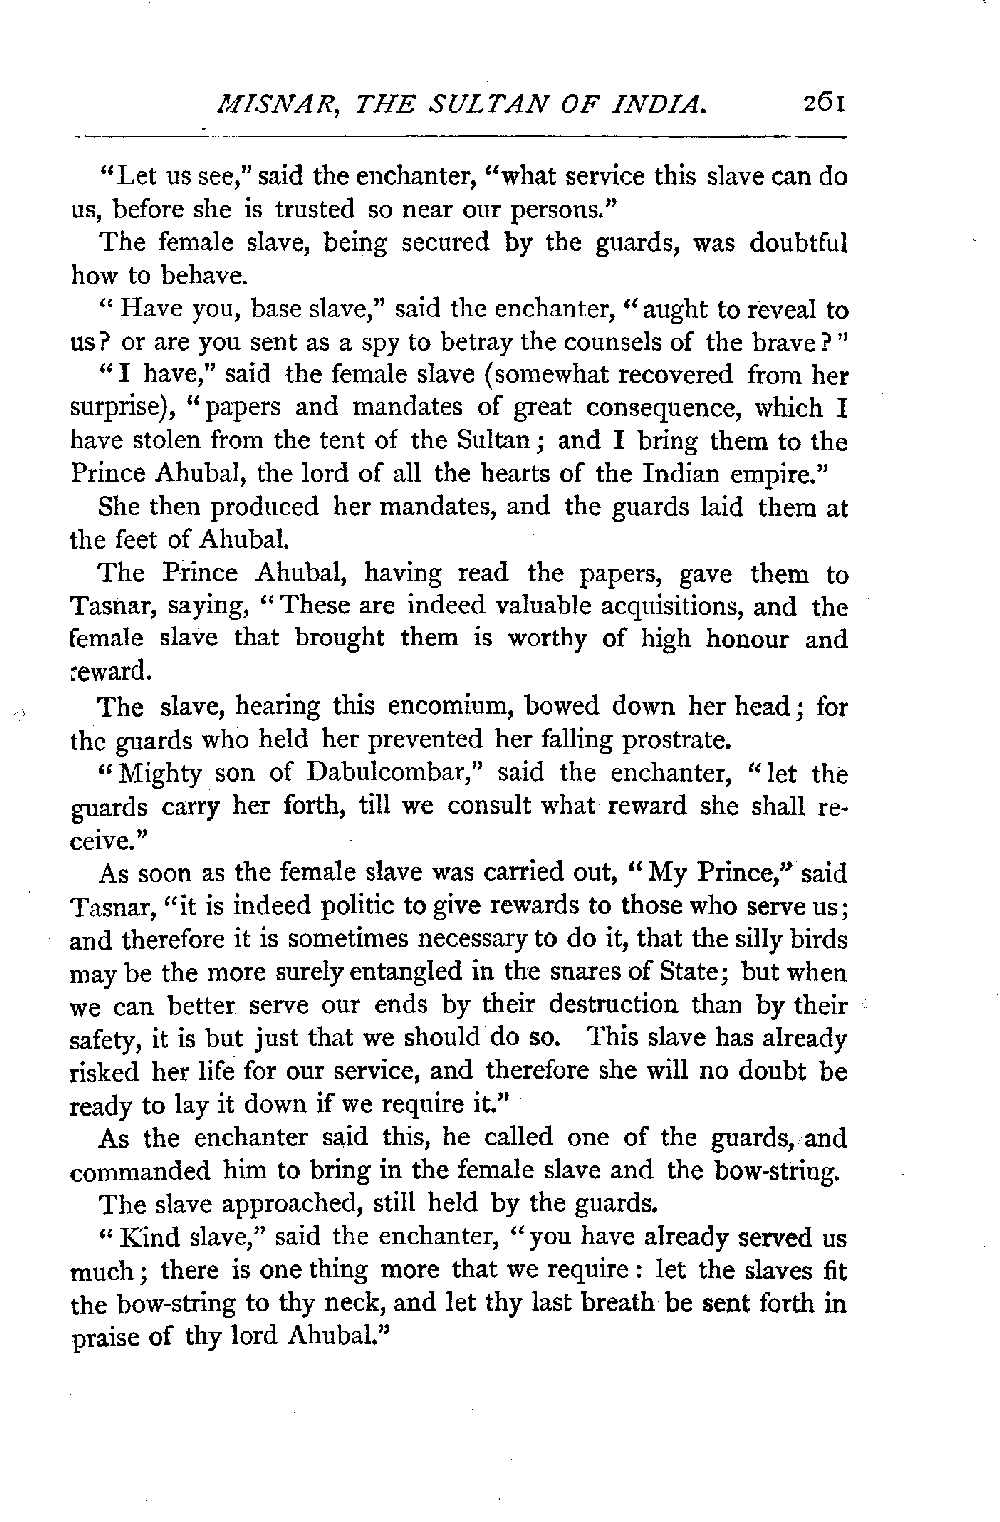 MISNAR, THE SULTAN OF INDIA. 261
"Let us see," said the enchanter, "what service this slave can do
us, before she is trusted so near our persons."
The female slave, being secured by the guards, was doubtful
how to behave.
"Have you, base slave," said the enchanter, "aught to reveal to
us? or are you sent as a spy to betray the counsels of the brave?"
"I have," said the female slave (somewhat recovered from her
surprise), "papers and mandates of great consequence, which I
have stolen from the tent of the Sultan; and I bring them to the
Prince Ahubal, the lord of all the hearts of the Indian empire."
She then produced her mandates, and the guards laid them at
the feet of Ahubal.
The Prince Ahubal, having read the papers, gave them to
Tasnar, saying, "These are indeed valuable acquisitions, and the
female slave that brought them is worthy of high honour and
reward.
The slave, hearing this encomium, bowed down her head; for
the guards who held her prevented her falling prostrate.
"Mighty son of Dabulcombar," said the enchanter, "let the
guards carry her forth, till we consult what reward she shall re-
ceive."
As soon as the female slave was carried out, "My Prince," said
Tasnar, "it is indeed politic to give rewards to those who serve us;
and therefore it is sometimes necessary to do it, that the silly birds
may be the more surely entangled in the snares of State; but when
we can better serve our ends by their destruction than by their
safety, it is but just that we should do so. This slave has already
risked her life for our service, and therefore she will no doubt be
ready to lay it down if we require it."
As the enchanter said this, he called one of the guards, and
commanded him to bring in the female slave and the bow-string.
The slave approached, still held by the guards.
"Kind slave," said the enchanter, "you have already served us
much; there is one thing more that we require: let the slaves fit
the bow-string to thy neck, and let thy last breath be sent forth in
praise of thy lord Ahubal."